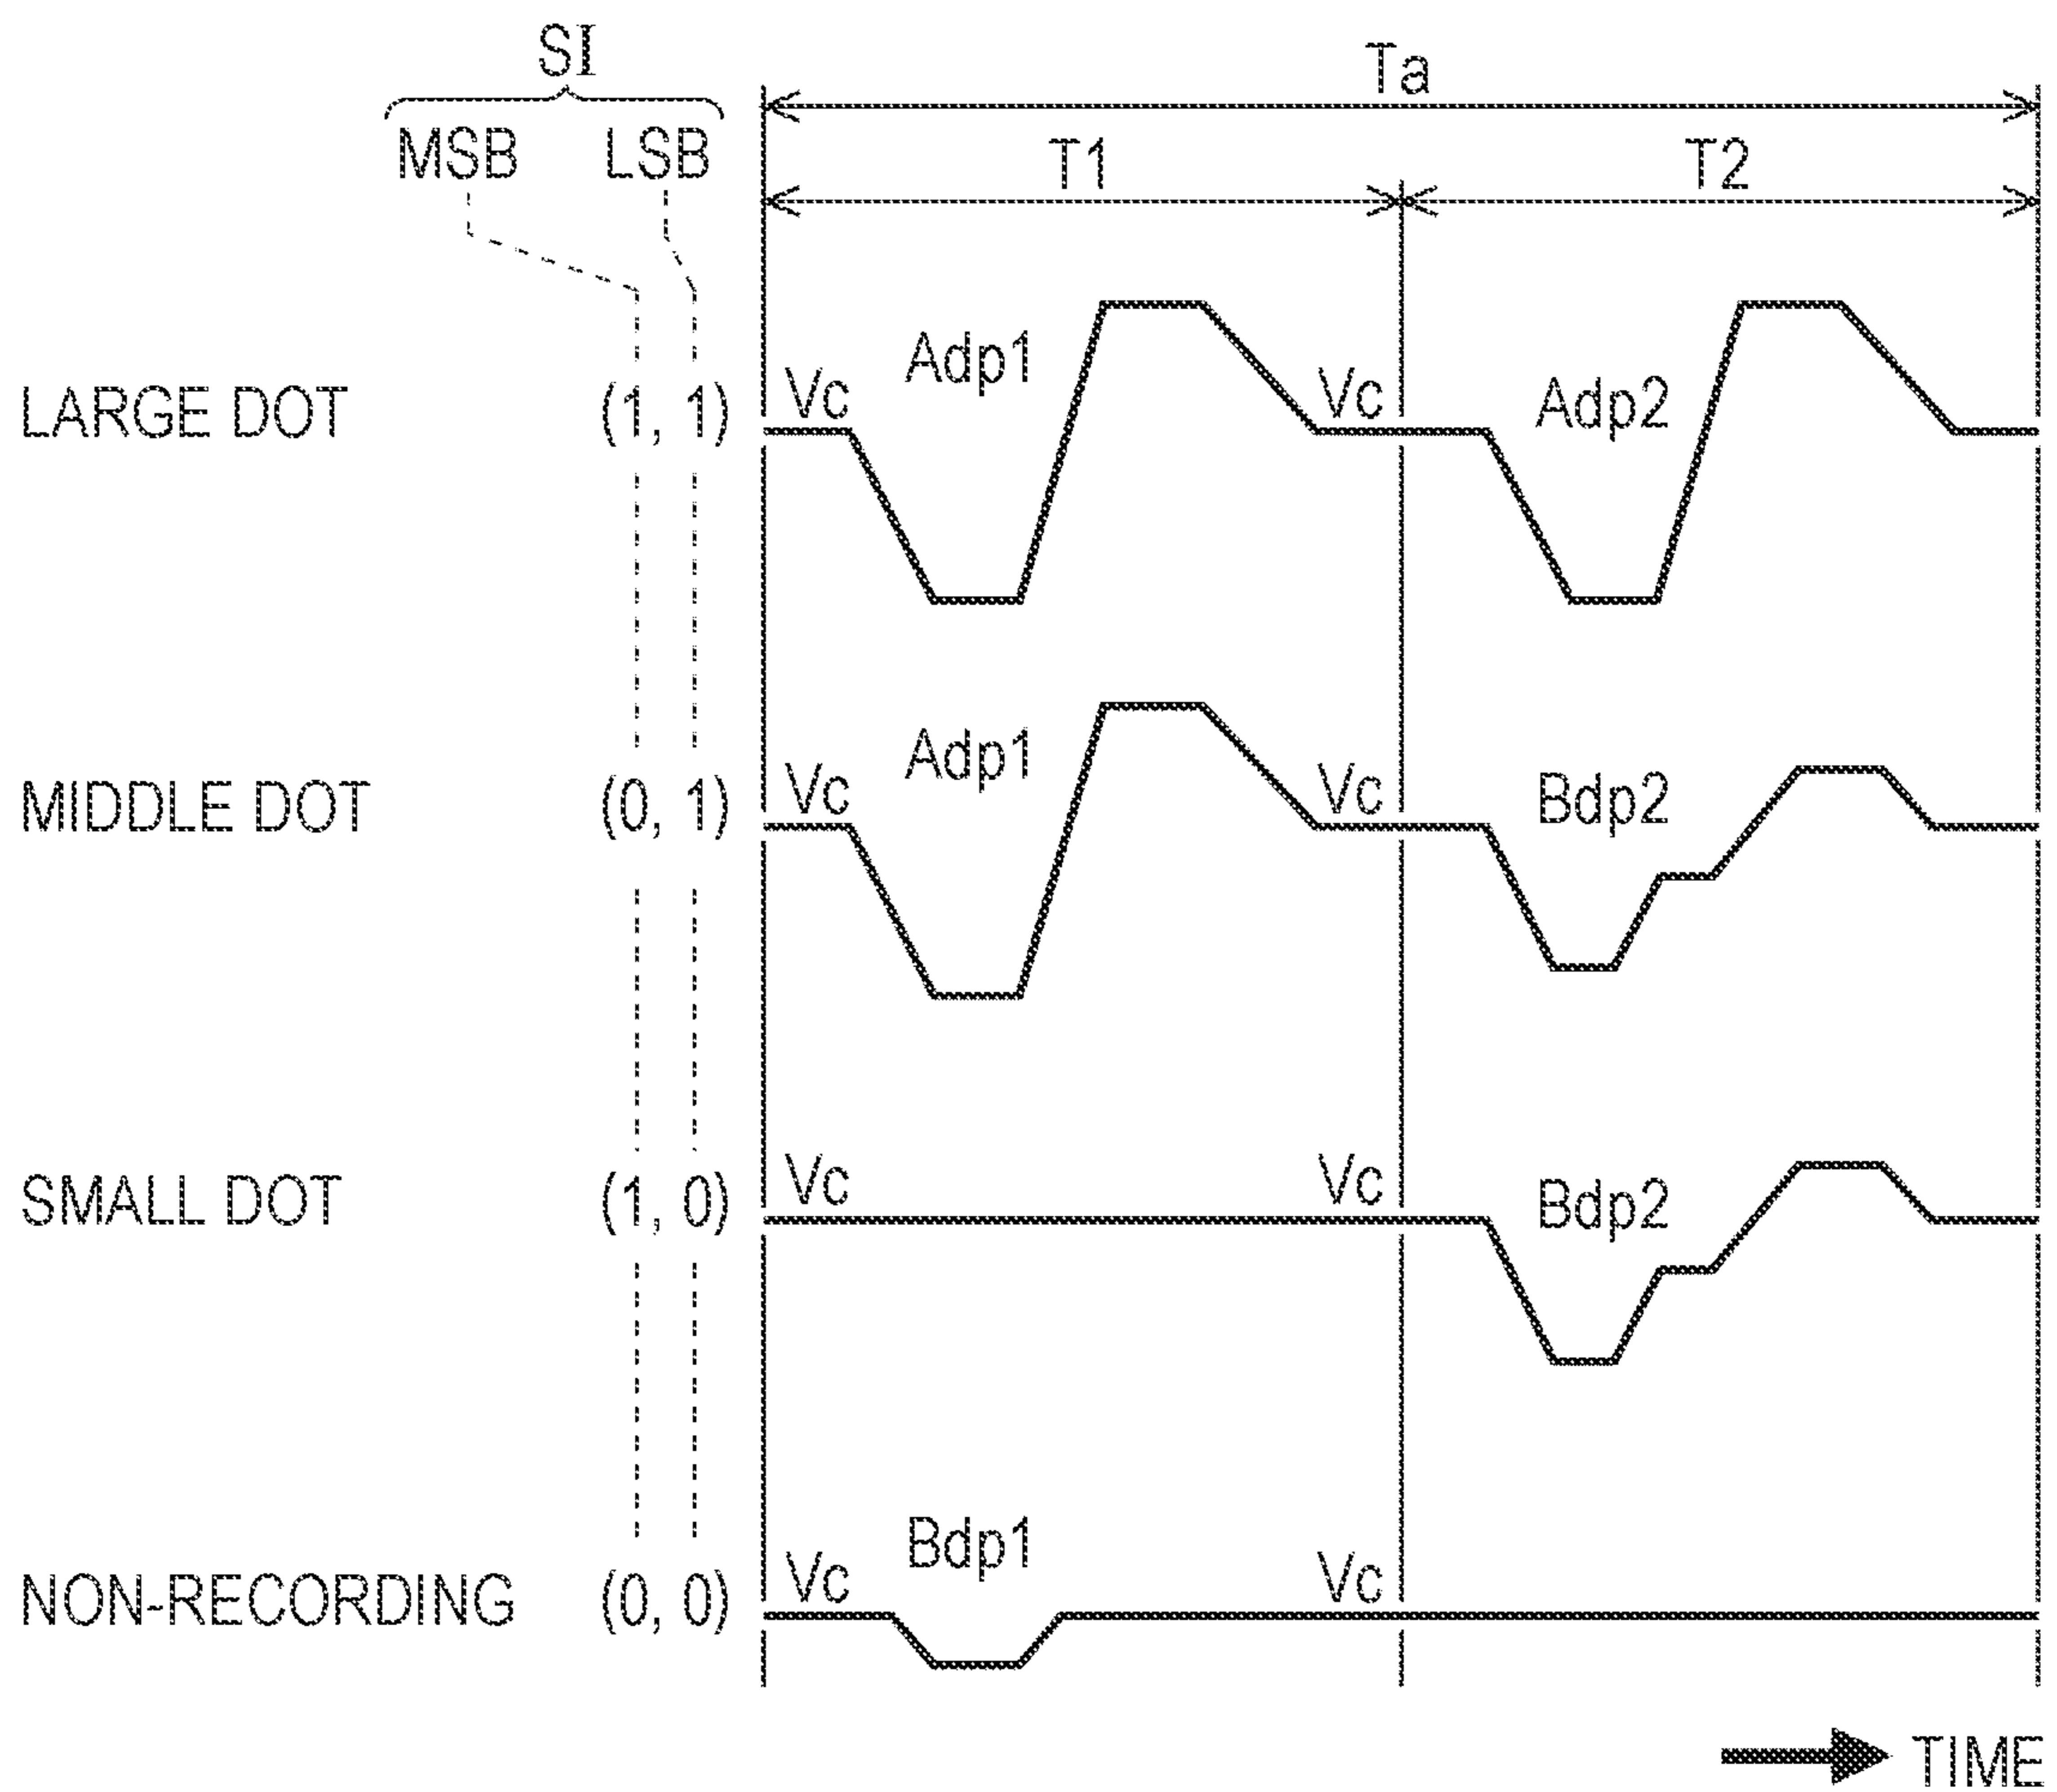 SI
MSB LSB
Ta
T1 T2
LARGE DOT (1, 1) Vc Adp1 Vc Adp2
MIDDLE DOT (0, 1) Vc Adp1 Vc Bdp2
SMALL DOT (1, 0) Vc Vc Bdp2
NON-RECORDING (0, 0) Vc Bdp1 Vc
TIME